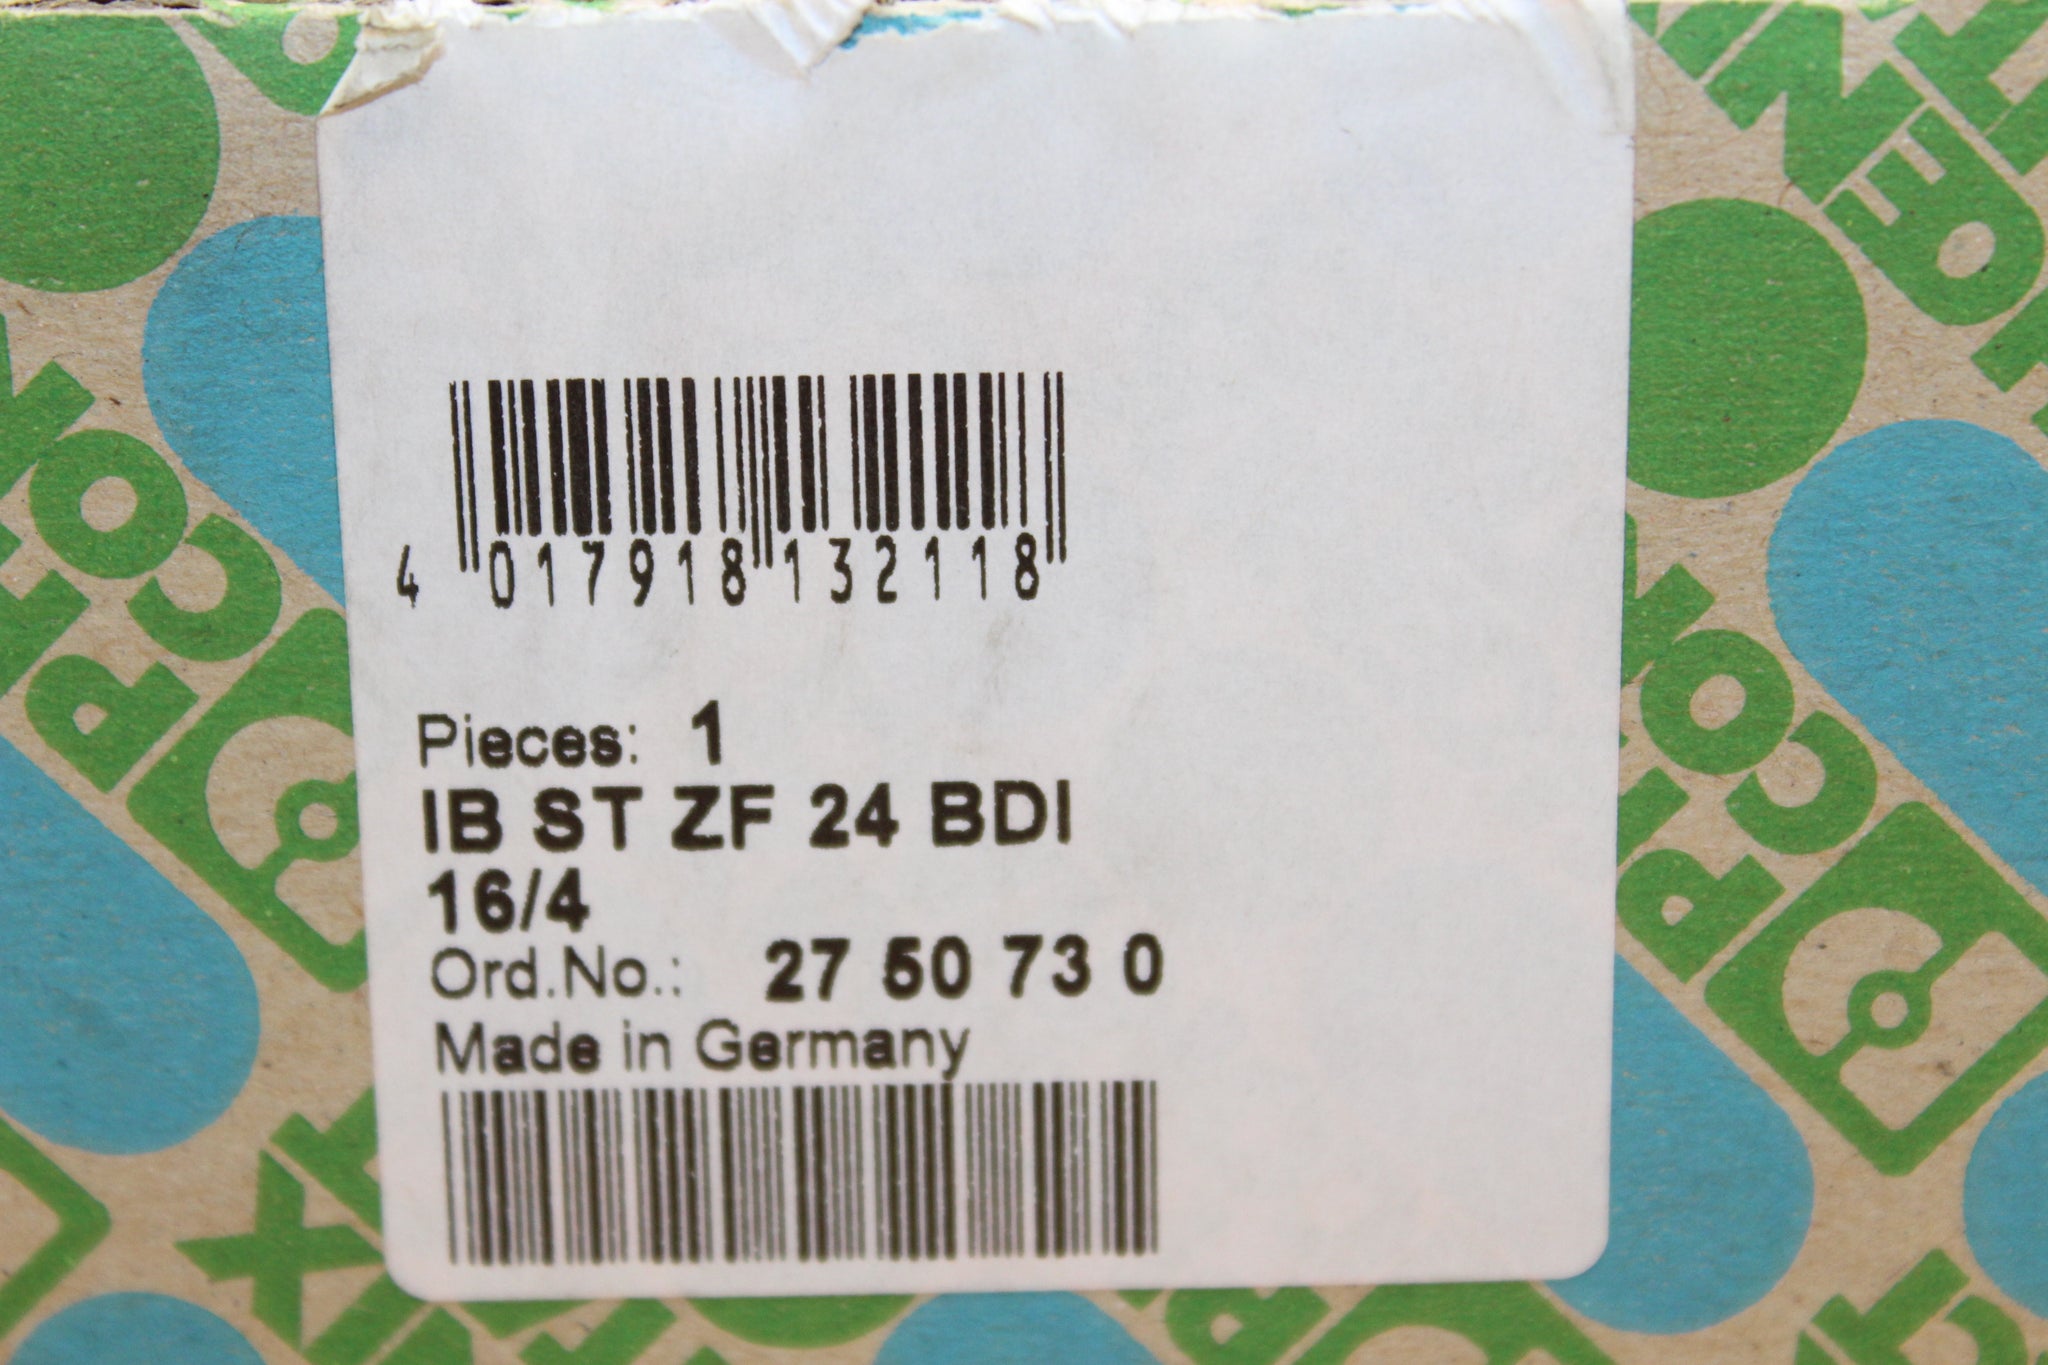 4 017918 132118
Pieces: 1
IB ST ZF 24 BDI
16/4
Ord.No.: 27 50 73 0
Made in Germany